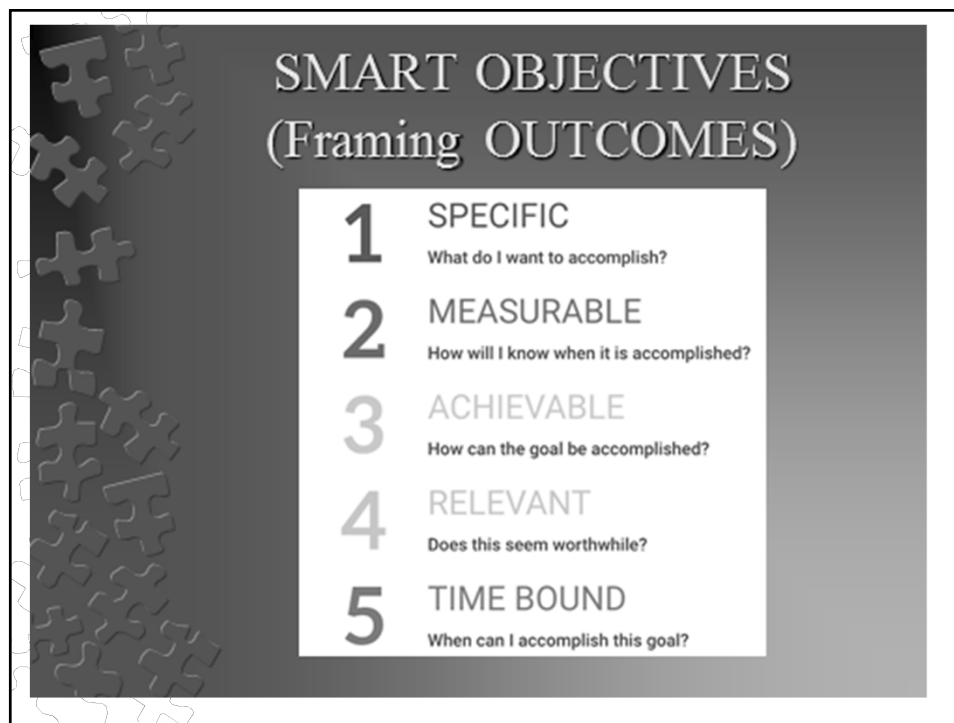 SMART OBJECTIVES
(Framing OUTCOMES)
1 SPECIFIC
What do I want to accomplish?
2 MEASURABLE
How will I know when it is accomplished?
3 ACHIEVABLE
How can the goal be accomplished?
4 RELEVANT
Does this seem worthwhile?
5 TIME BOUND
When can I accomplish this goal?